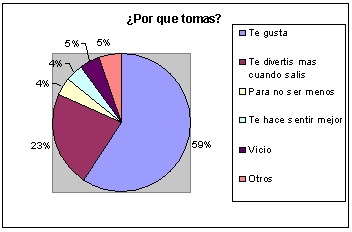 ¿Por que tomas?
5%
5%
4%
4%
23%
59%
Te gusta
Te divertis mas
cuando salis
Para no ser menos
Te hace sentir mejor
Vicio
Otros